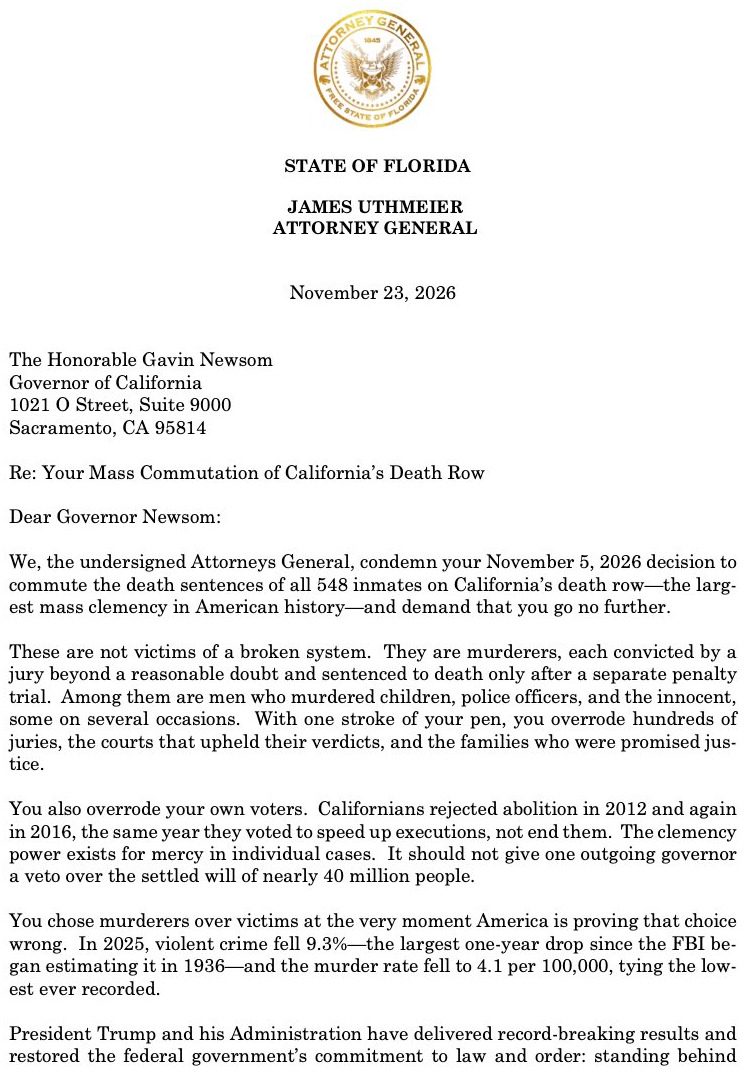 ATTORNEY GENERAL
1845
FREE STATE OF FLORIDA
STATE OF FLORIDA
JAMES UTHMEIER
ATTORNEY GENERAL
November 23, 2026
The Honorable Gavin Newsom
Governor of California
1021 O Street, Suite 9000
Sacramento, CA 95814
Re: Your Mass Commutation of California’s Death Row
Dear Governor Newsom:
We, the undersigned Attorneys General, condemn your November 5, 2026 decision to
commute the death sentences of all 548 inmates on California’s death row—the larg-
est mass clemency in American history—and demand that you go no further.
These are not victims of a broken system. They are murderers, each convicted by a
jury beyond a reasonable doubt and sentenced to death only after a separate penalty
trial. Among them are men who murdered children, police officers, and the innocent,
some on several occasions. With one stroke of your pen, you overrode hundreds of
juries, the courts that upheld their verdicts, and the families who were promised jus-
tice.
You also overrode your own voters. Californians rejected abolition in 2012 and again
in 2016, the same year they voted to speed up executions, not end them. The clemency
power exists for mercy in individual cases. It should not give one outgoing governor
a veto over the settled will of nearly 40 million people.
You chose murderers over victims at the very moment America is proving that choice
wrong. In 2025, violent crime fell 9.3%—the largest one-year drop since the FBI be-
gan estimating it in 1936—and the murder rate fell to 4.1 per 100,000, tying the low-
est ever recorded.
President Trump and his Administration have delivered record-breaking results and
restored the federal government’s commitment to law and order: standing behind